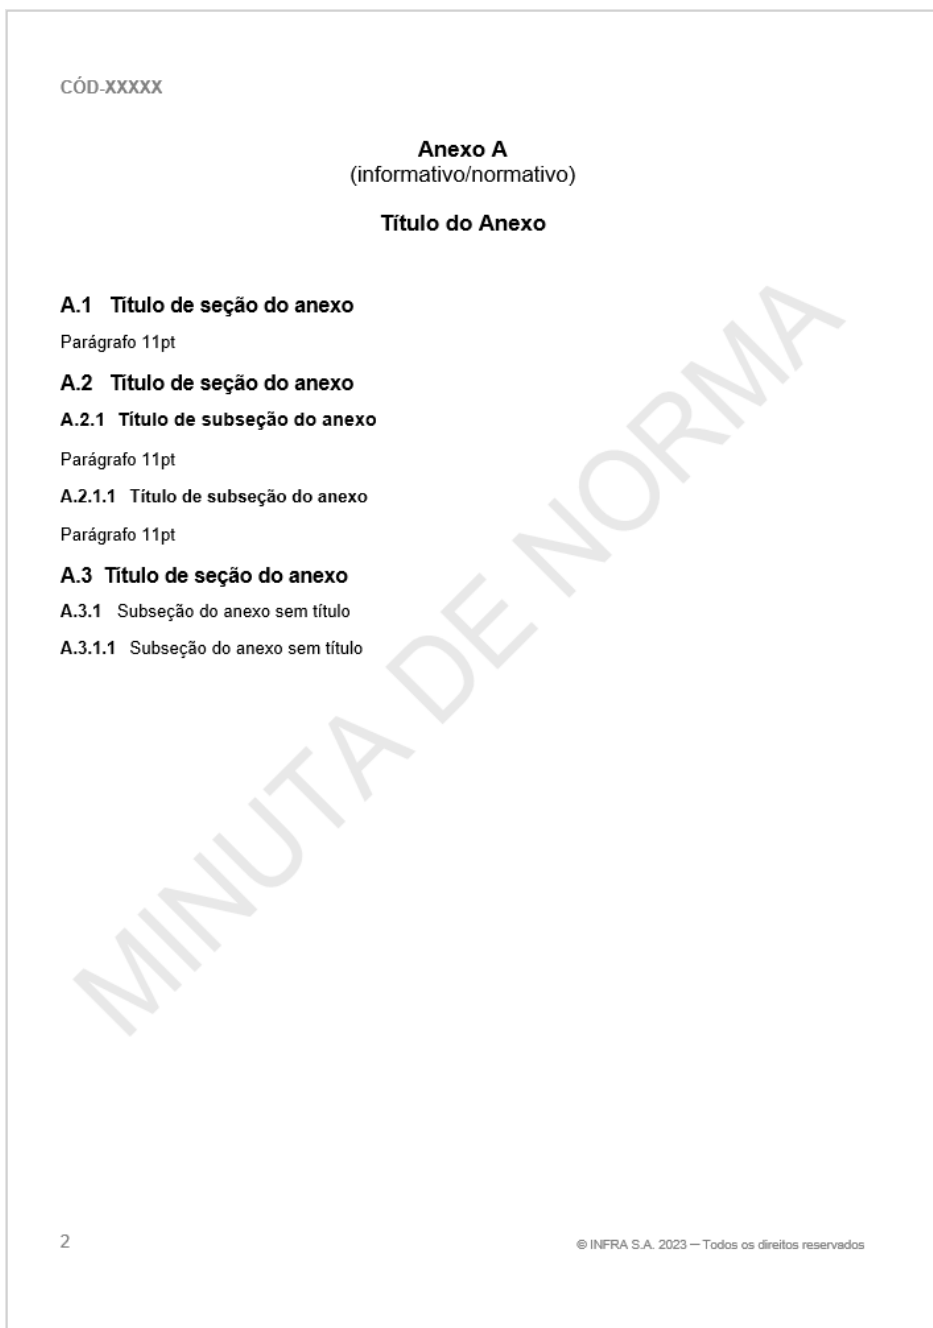 CÓD-XXXXX
Anexo A
(informativo/normativo)
Título do Anexo
A.1 Título de seção do anexo
Parágrafo 11pt
A.2 Título de seção do anexo
A.2.1 Título de subseção do anexo
Parágrafo 11pt
A.2.1.1 Título de subseção do anexo
Parágrafo 11pt
A.3 Título de seção do anexo
A.3.1 Subseção do anexo sem título
A.3.1.1 Subseção do anexo sem título
MINUTA DE NORMA
2
© INFRA S.A. 2023 — Todos os direitos reservados